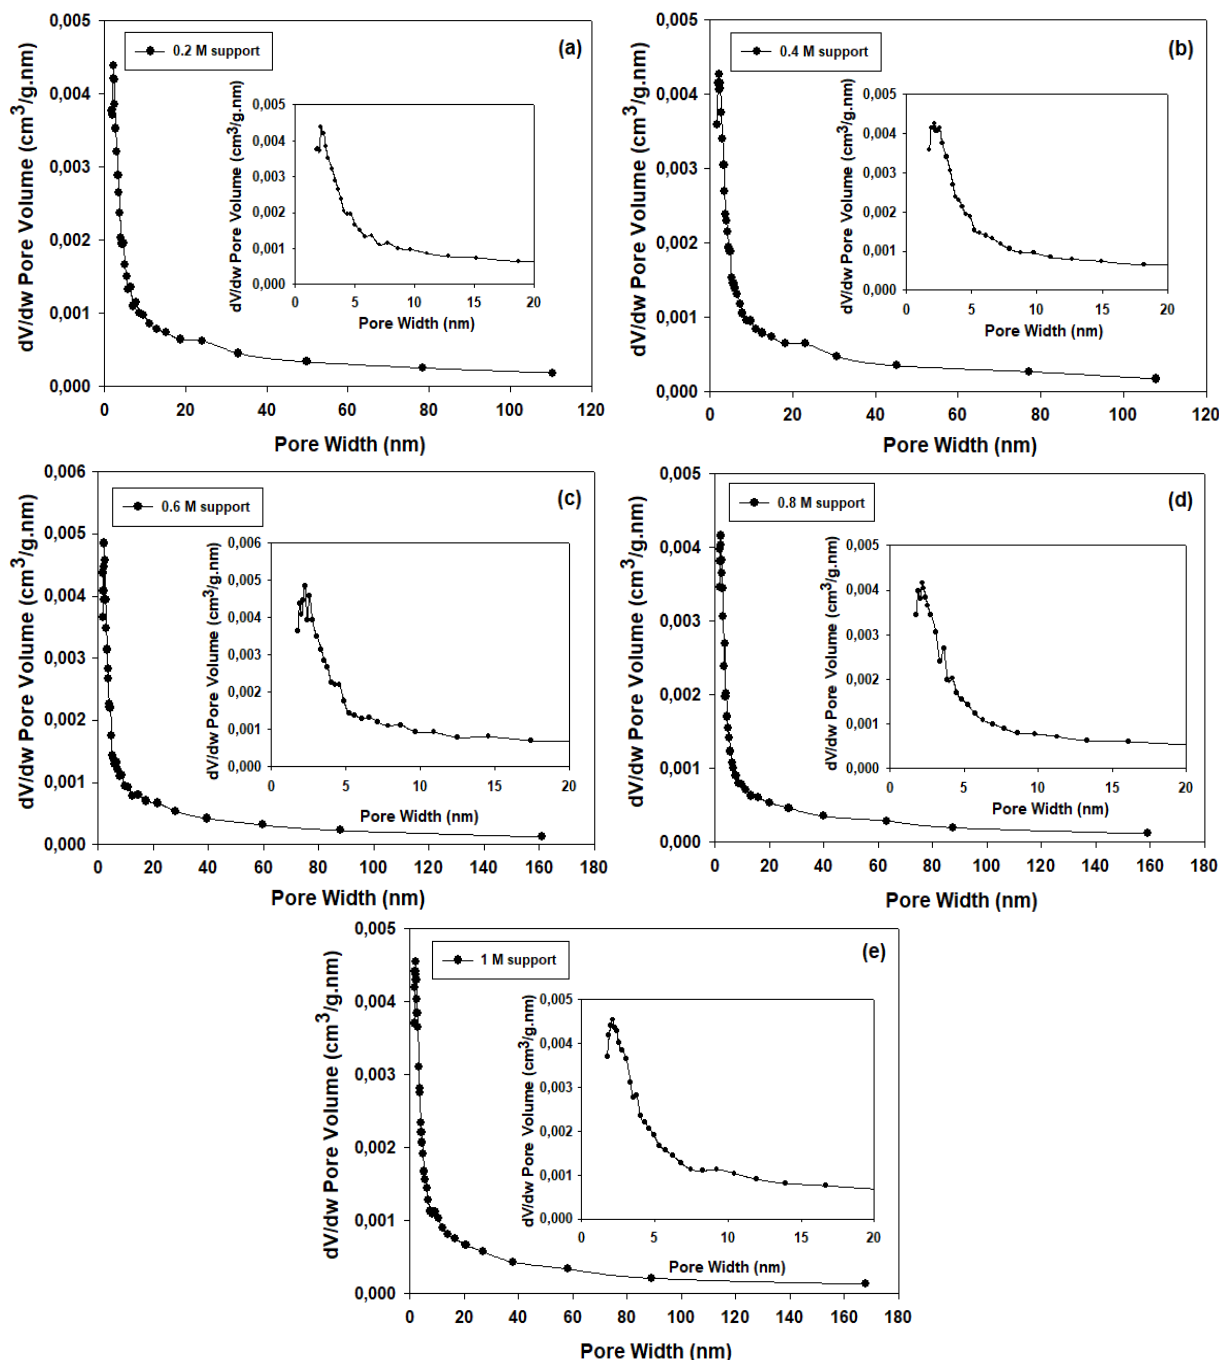 (a)
0.2 M support
dV/dw Pore Volume (cm³/g.nm)
0,005
0,004
0,003
0,002
0,001
0,000
0 20 40 60 80 100 120
Pore Width (nm)
dV/dw Pore Volume (cm³/g.nm)
0,005
0,004
0,003
0,002
0,001
0,000
0 5 10 15 20
Pore Width (nm)
(b)
0.4 M support
dV/dw Pore Volume (cm³/g.nm)
0,005
0,004
0,003
0,002
0,001
0,000
0 20 40 60 80 100 120
Pore Width (nm)
dV/dw Pore Volume (cm³/g.nm)
0,005
0,004
0,003
0,002
0,001
0,000
0 5 10 15 20
Pore Width (nm)
(c)
0.6 M support
dV/dw Pore Volume (cm³/g.nm)
0,006
0,005
0,004
0,003
0,002
0,001
0,000
0 20 40 60 80 100 120 140 160 180
Pore Width (nm)
dV/dw Pore Volume (cm³/g.nm)
0,006
0,005
0,004
0,003
0,002
0,001
0,000
5 10 15 20
Pore Width (nm)
(d)
0.8 M support
dV/dw Pore Volume (cm³/g.nm)
0,005
0,004
0,003
0,002
0,001
0,000
0 20 40 60 80 100 120 140 160 180
Pore Width (nm)
dV/dw Pore Volume (cm³/g.nm)
0,005
0,004
0,003
0,002
0,001
0,000
0 5 10 15 20
Pore Width (nm)
(e)
1 M support
dV/dw Pore Volume (cm³/g.nm)
0,005
0,004
0,003
0,002
0,001
0,000
0 20 40 60 80 100 120 140 160 180
Pore Width (nm)
dV/dw Pore Volume (cm³/g.nm)
0,005
0,004
0,003
0,002
0,001
0,000
0 5 10 15 20
Pore Width (nm)